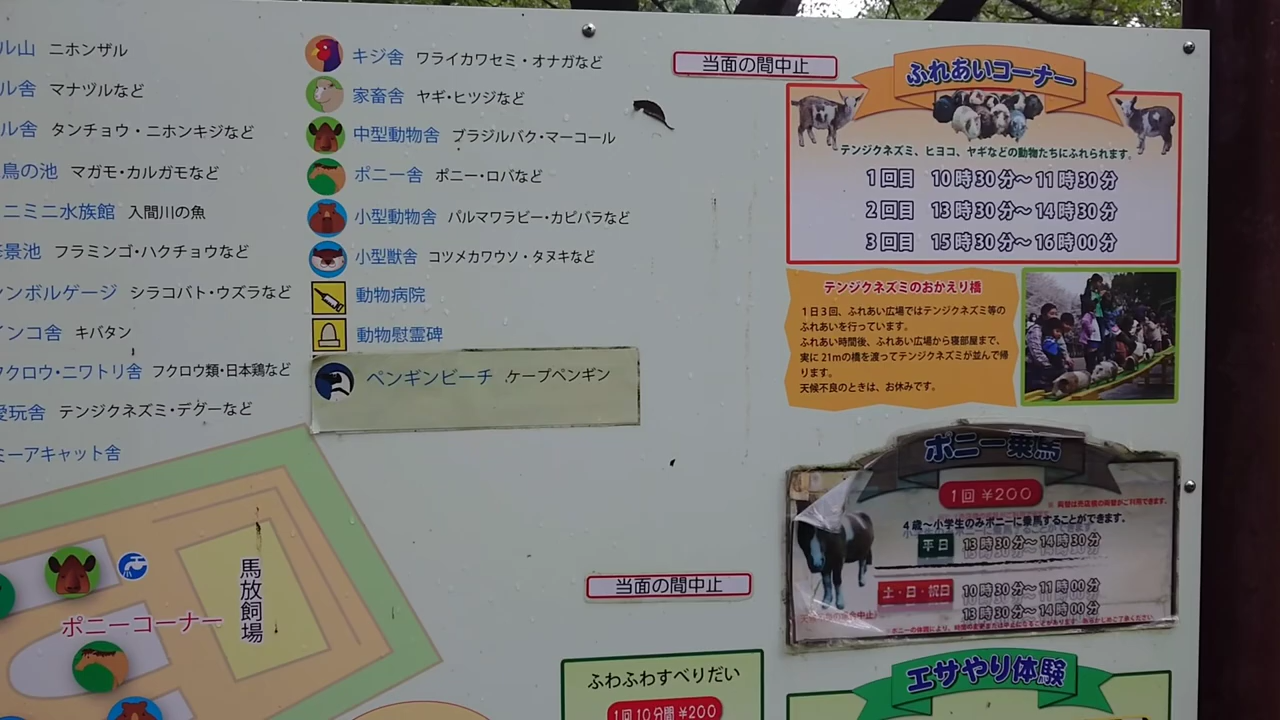 ル山 ニホンザル
ル舎 マナヅルなど
ル舎 タンチョウ・ニホンキジなど
鳥の池 マガモ・カルガモなど
ニミニ水族館 入間川の魚
景池 フラミンゴ・ハクチョウなど
ンボルゲージ シラコバト・ウズラなど
インコ舎 キバタン
フクロウ・ニワトリ舎 フクロウ類・日本鶏など
愛玩舎 テンジクネズミ・デグーなど
ミーアキャット舎
キジ舎 ワライカワセミ・オナガなど
家畜舎 ヤギ・ヒツジなど
中型動物舎 ブラジルバク・マーコール
ポニー舎 ポニー・ロバなど
小型動物舎 パルマワラビー・カピバラなど
小型獣舎 コツメカワウソ・タヌキなど
動物病院
動物慰霊碑
ペンギンビーチ ケープペンギン
馬放飼場
ポニーコーナー
当面の間中止
ふれあいコーナー
テンジクネズミ、ヒヨコ、ヤギなどの動物たちにふれられます。
1回目 10時30分〜11時30分
2回目 13時30分〜14時30分
3回目 15時30分〜16時00分
テンジクネズミのおかえり橋
1日3回、ふれあい広場ではテンジクネズミ等の
ふれあいを行っています。
ふれあい時間後、ふれあい広場から寝部屋まで、
実に21mの橋を渡ってテンジクネズミが並んで帰
ります。
天候不良のときは、お休みです。
ポニー乗馬
1回 ¥200
※ 両替は売店前の両替がご利用できます。
4歳〜小学生のみポニーに乗馬することができます。
平日 13時30分〜14時30分
土・日・祝日 10時30分〜11時00分
13時30分〜14時00分
当面の間中止
ふわふわすべりだい
1回10分間 ¥200
エサやり体験